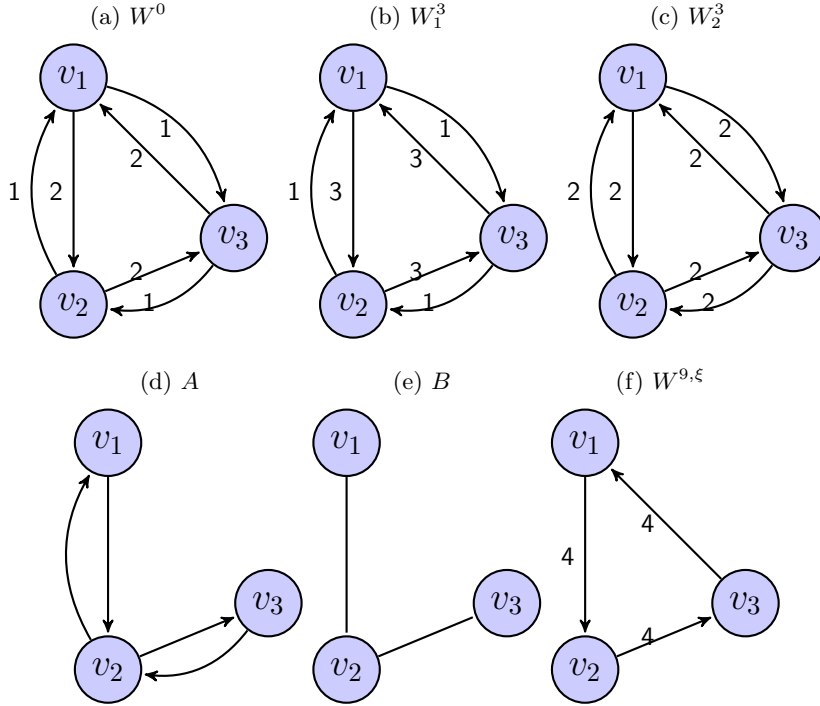 (a) W^0
(b) W_1^3
(c) W_2^3
v_1
v_1
v_1
1
2
2
1
1
3
3
1
2
2
2
2
v_3
v_3
v_3
2
1
3
1
2
2
v_2
v_2
v_2
(d) A
(e) B
(f) W^{9,ξ}
v_1
v_1
v_1
4
4
v_3
v_3
v_3
4
v_2
v_2
v_2